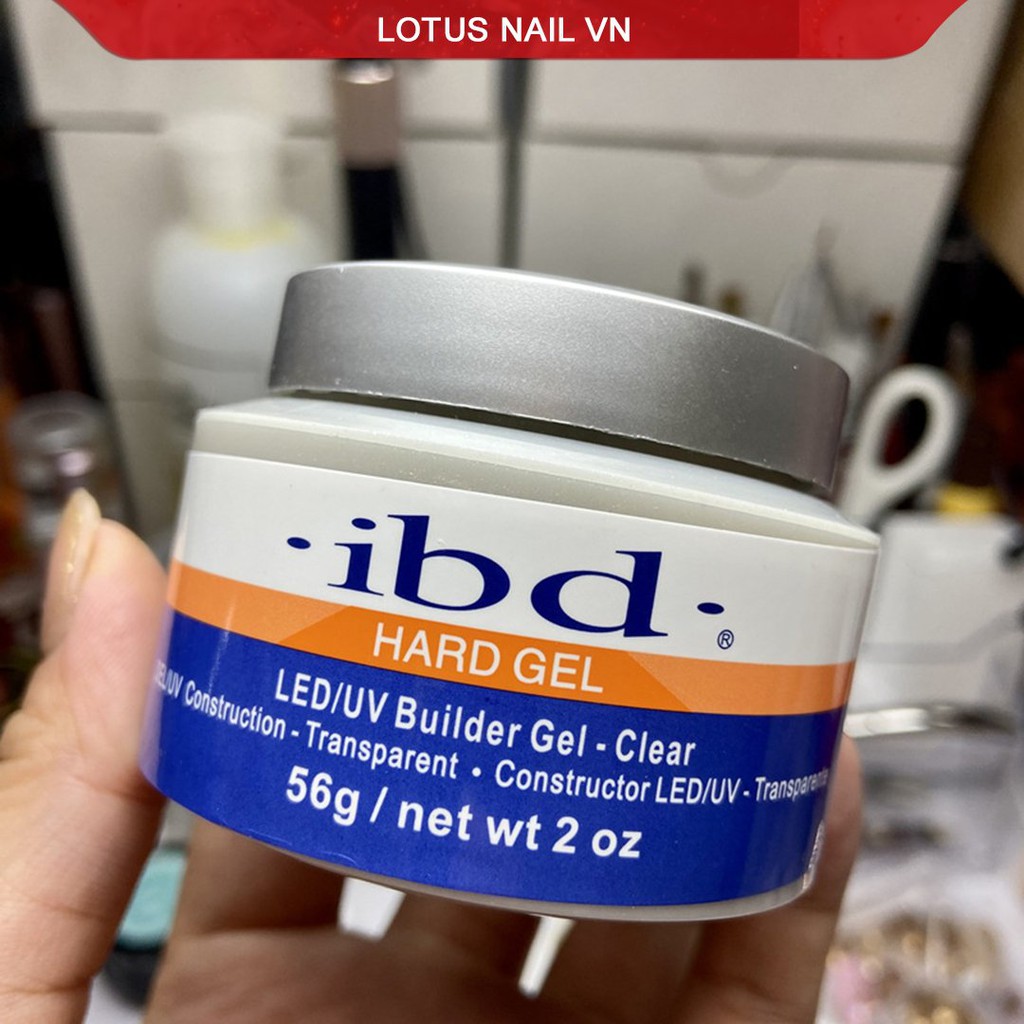 LOTUS NAIL VN
·ibd·®
HARD GEL
LED/UV Builder Gel - Clear
Construction - Transparent • Constructor LED/UV - Transparente
56g / net wt 2 oz